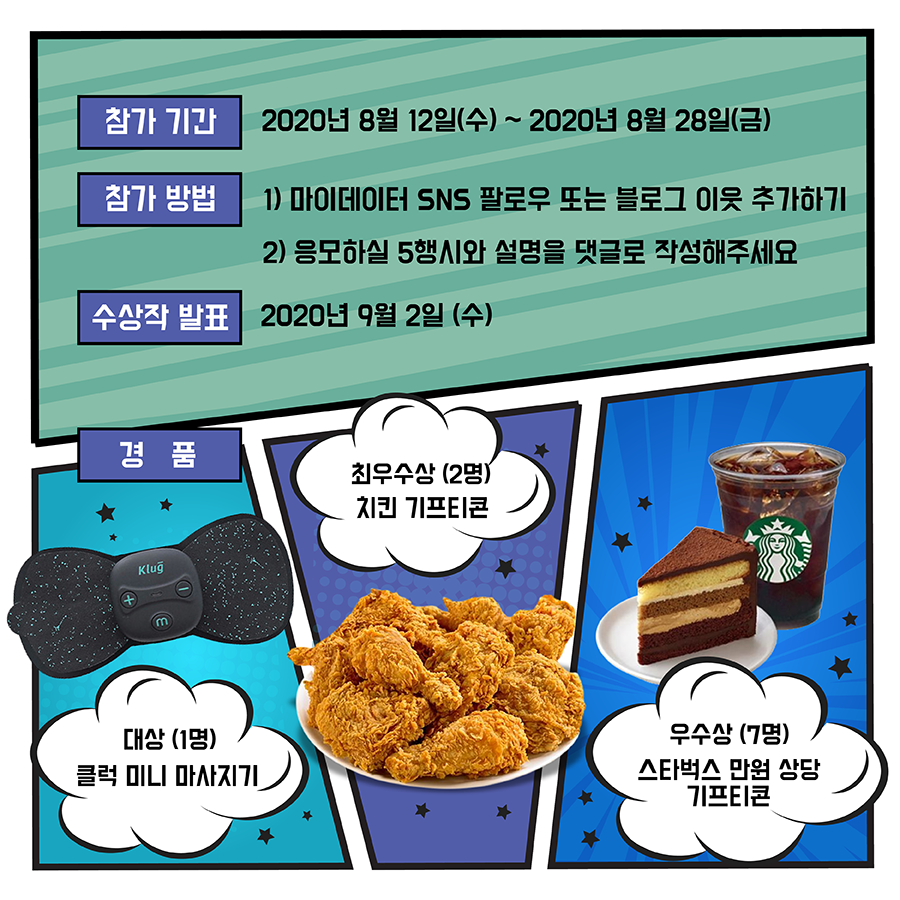 참가 기간
2020년 8월 12일(수) ~ 2020년 8월 28일(금)
참가 방법
1) 마이데이터 SNS 팔로우 또는 블로그 이웃 추가하기
2) 응모하실 5행시와 설명을 댓글로 작성해주세요
수상작 발표
2020년 9월 2일 (수)
경 품
Klug
m
대상 (1명)
클럭 미니 마사지기
최우수상 (2명)
치킨 기프티콘
우수상 (7명)
스타벅스 만원 상당
기프티콘